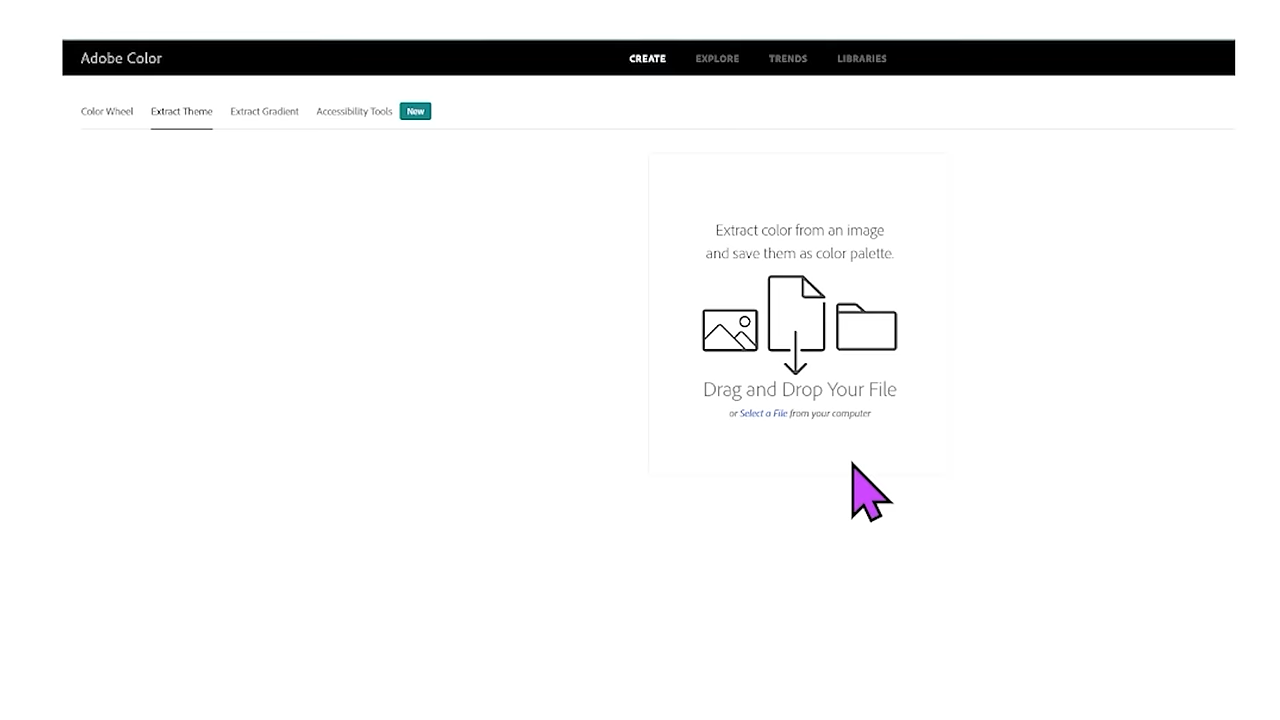 Adobe Color CREATE EXPLORE TRENDS LIBRARIES
Color Wheel Extract Theme Extract Gradient Accessibility Tools New
Extract color from an image
and save them as color palette.
Drag and Drop Your File
or Select a File from your computer